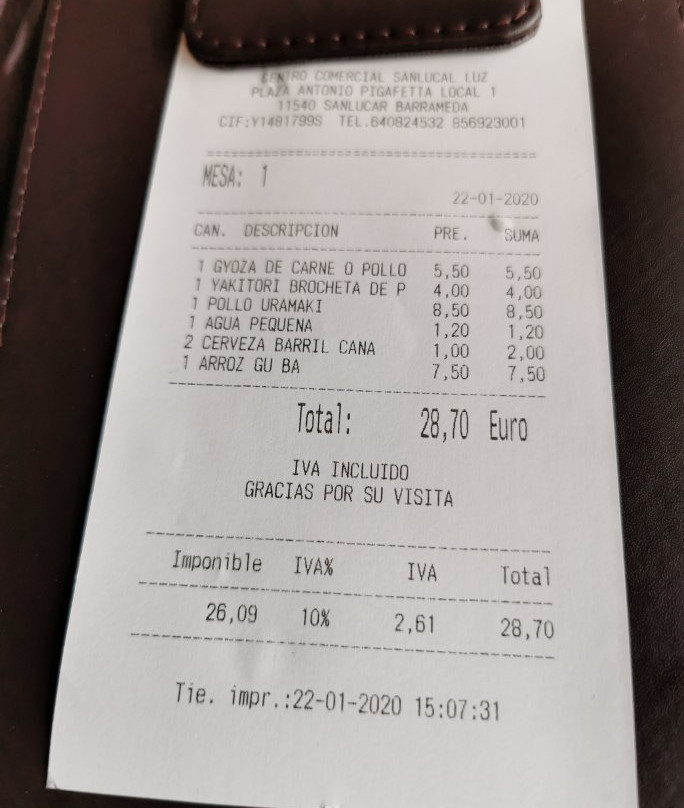 CENTRO COMERCIAL SANLUCAL LUZ
PLAZA ANTONIO PIGAFETTA LOCAL 1
11540 SANLUCAR BARRAMEDA
CIF:Y1481799S TEL.640824532 856923001
MESA: 1
22-01-2020
CAN. DESCRIPCION PRE. SUMA
1 GYOZA DE CARNE O POLLO 5,50 5,50
1 YAKITORI BROCHETA DE P 4,00 4,00
1 POLLO URAMAKI 8,50 8,50
1 AGUA PEQUENA 1,20 1,20
2 CERVEZA BARRIL CANA 1,00 2,00
1 ARROZ GU BA 7,50 7,50
Total: 28,70 Euro
IVA INCLUIDO
GRACIAS POR SU VISITA
Imponible IVA% IVA Total
26,09 10% 2,61 28,70
Tie. impr.:22-01-2020 15:07:31